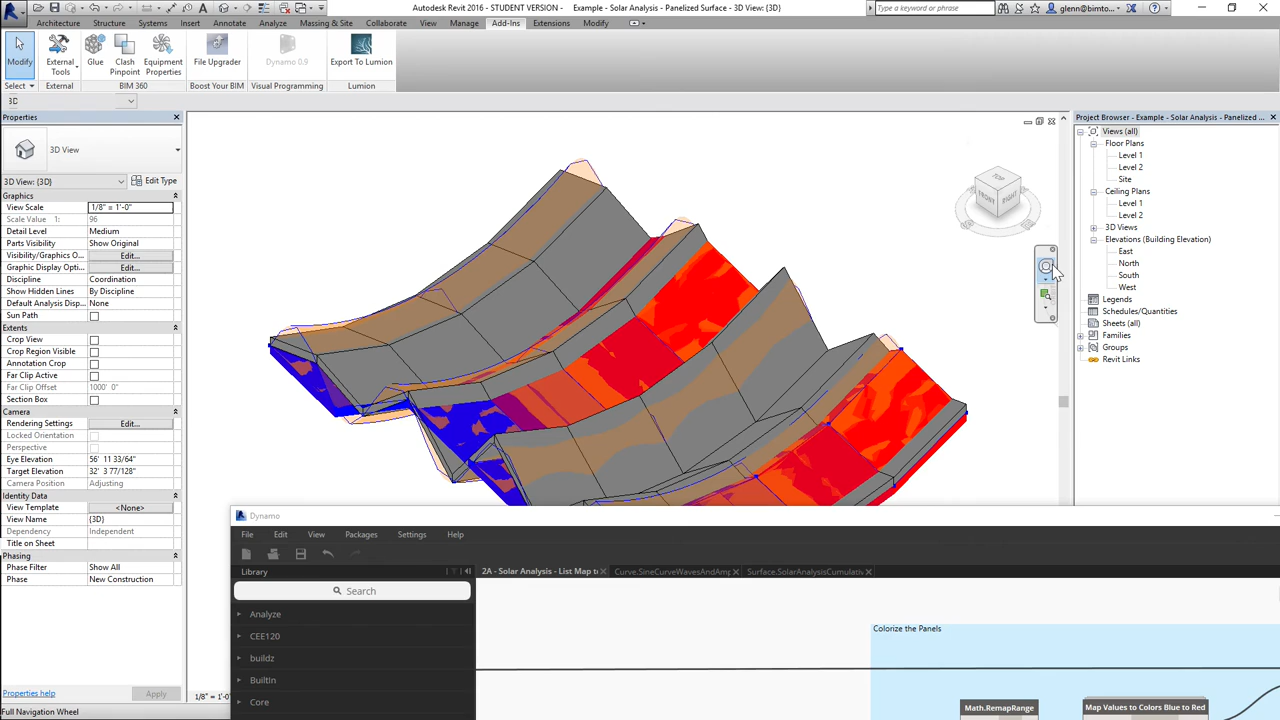 Autodesk Revit 2016 - STUDENT VERSION - Example - Solar Analysis - Panelized Surface - 3D View: {3D}
Type a keyword or phrase
glenn@bimto...
Architecture Structure Systems Insert Annotate Analyze Massing & Site Collaborate View Manage Add-Ins Extensions Modify
Modify External Tools Glue Clash Pinpoint Equipment Properties File Upgrader Dynamo 0.9 Export To Lumion
Select External BIM 360 Boost Your BIM Visual Programming Lumion
3D
Properties
3D View
3D View: {3D} Edit Type
Graphics
View Scale 1/8" = 1'-0"
Scale Value 1: 96
Detail Level Medium
Parts Visibility Show Original
Visibility/Graphics O... Edit...
Graphic Display Opti... Edit...
Discipline Coordination
Show Hidden Lines By Discipline
Default Analysis Disp... None
Sun Path
Extents
Crop View
Crop Region Visible
Annotation Crop
Far Clip Active
Far Clip Offset 1000' 0"
Section Box
Camera
Rendering Settings Edit...
Locked Orientation
Perspective
Eye Elevation 56' 11 33/64"
Target Elevation 32' 3 77/128"
Camera Position Adjusting
Identity Data
View Template <None>
View Name {3D}
Dependency Independent
Title on Sheet
Phasing
Phase Filter Show All
Phase New Construction
Properties help Apply
Full Navigation Wheel
1/8" = 1'-0"
TOP
FRONT RIGHT
Project Browser - Example - Solar Analysis - Panelized ...
Views (all)
Floor Plans
Level 1
Level 2
Site
Ceiling Plans
Level 1
Level 2
3D Views
Elevations (Building Elevation)
East
North
South
West
Legends
Schedules/Quantities
Sheets (all)
Families
Groups
Revit Links
Dynamo
File Edit View Packages Settings Help
Library
2A - Solar Analysis - List Map to Curve.SineCurveWavesAndAmp Surface.SolarAnalysisCumulativ
Search
Analyze
CEE120
buildz
BuiltIn
Core
Colorize the Panels
Math.RemapRange
Map Values to Colors Blue to Red